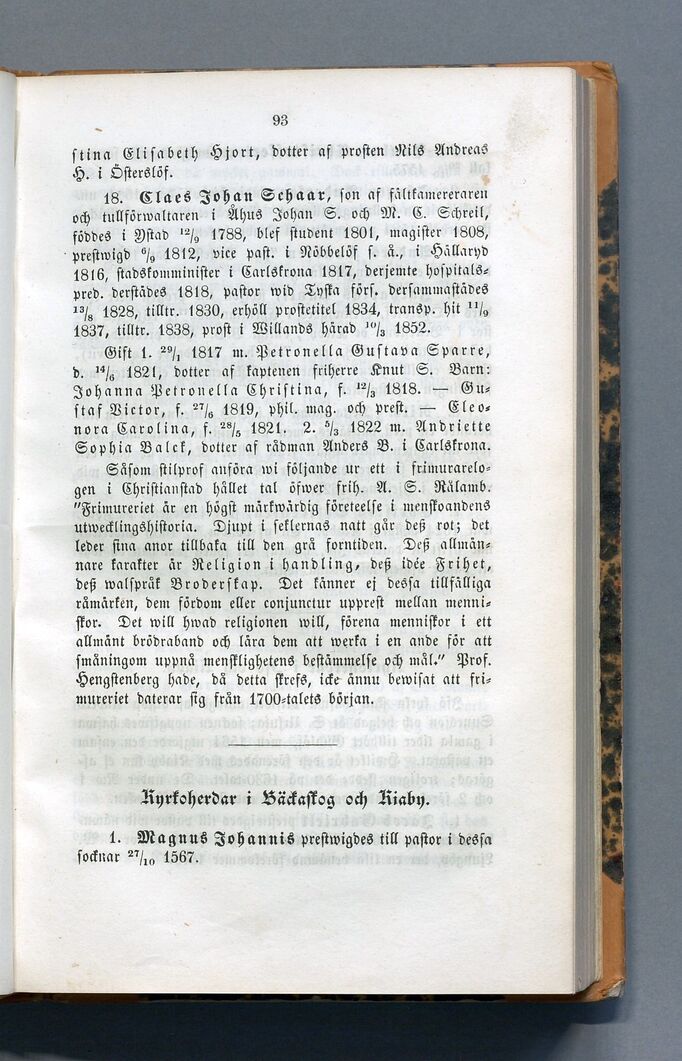 93
stina Elisabeth Hjort, dotter af prosten Nils Andreas
H. i Österslöf.
18. Claes Johan Schaar, son af fältkamereraren
och tullförwaltaren i Åhus Johan S. och M. C. Schreil,
föddes i Ystad 12/9 1788, blef student 1801, magister 1808,
prestwigd 6/9 1812, vice past. i Nöbbelöf s. å., i Hällaryd
1816, stadskomminister i Carlskrona 1817, derjemte hospitals-
pred. derstädes 1818, pastor wid Tyska förs. dersammastädes
13/8 1828, tilltr. 1830, erhöll prostetitel 1834, transp. hit 11/9
1837, tilltr. 1838, prost i Willands härad 10/3 1852.
Gift 1. 29/1 1817 m. Petronella Gustava Sparre,
d. 14/6 1821, dotter af kaptenen friherre Knut S. Barn:
Johanna Petronella Christina, f. 12/3 1818. — Gu-
staf Victor, f. 27/6 1819, phil. mag. och prest. — Eleo-
nora Carolina, f. 28/5 1821. 2. 5/3 1822 m. Andriette
Sophia Balck, dotter af rådman Anders B. i Carlskrona.
Såsom stilprof anföra wi följande ur ett i frimurarelo-
gen i Christianstad hållet tal öfwer frih. A. S. Rålamb.
"Frimureriet är en högst märkwärdig företeelse i menskoandens
utwecklingshistoria. Djupt i seklernas natt går deß rot; det
leder sina anor tillbaka till den grå forntiden. Deß allmän-
nare karakter är Religion i handling, deß idée Frihet,
deß walspråk Broderskap. Det känner ej dessa tillfälliga
råmärken, dem fördom eller conjunctur upprest mellan menni-
skor. Det will hwad religionen will, förena menniskor i ett
allmänt brödraband och lära dem att werka i en ande för att
småningom uppnå mensklighetens bestämmelse och mål." Prof.
Hengstenberg hade, då detta skrefs, icke ännu bewisat att fri-
mureriet daterar sig från 1700-talets början.
Kyrkoherdar i Bäckaskog och Kiaby.
1. Magnus Johannis prestwigdes till pastor i dessa
socknar 27/10 1567.